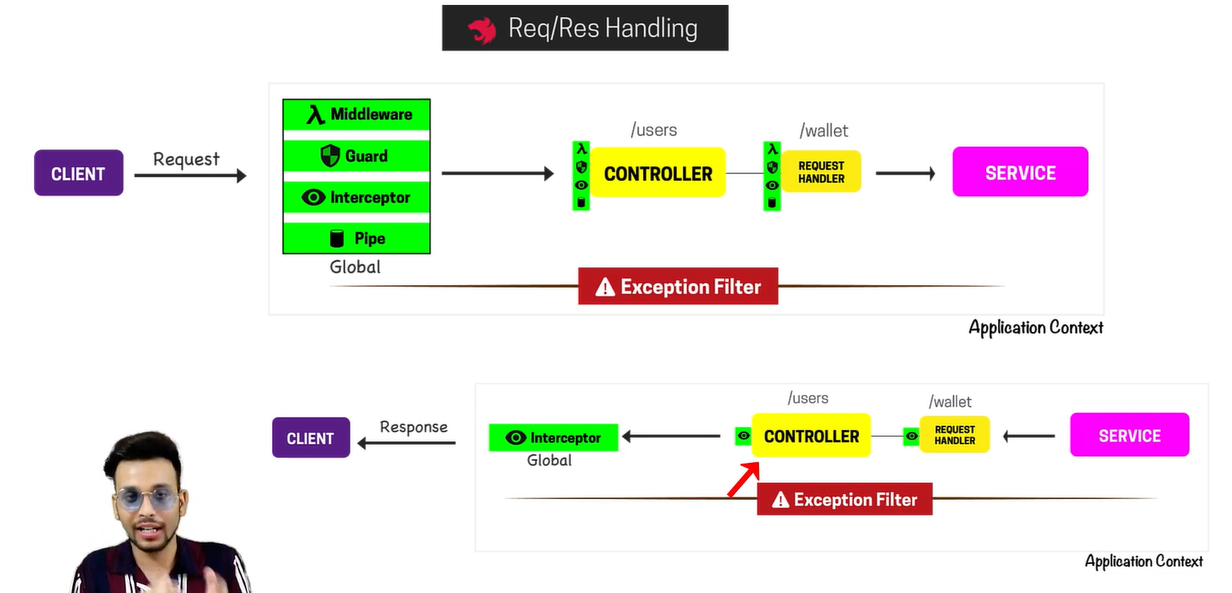 Req/Res Handling
Middleware
Guard
Interceptor
Pipe
Global
CLIENT
Request
/users
CONTROLLER
/wallet
REQUEST
HANDLER
SERVICE
Exception Filter
Application Context
CLIENT
Response
Interceptor
Global
/users
CONTROLLER
/wallet
REQUEST
HANDLER
SERVICE
Exception Filter
Application Context